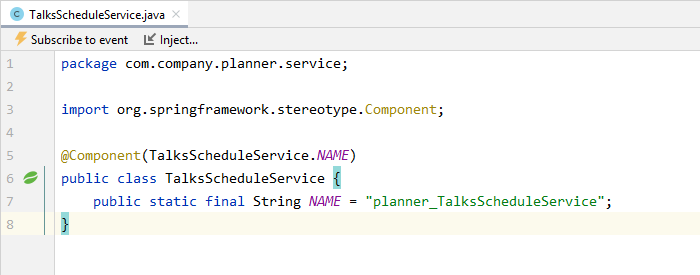 TalksScheduleService.java
Subscribe to event Inject...
1 package com.company.planner.service;
2
3 import org.springframework.stereotype.Component;
4
5 @Component(TalksScheduleService.NAME)
6 public class TalksScheduleService {
7 public static final String NAME = "planner_TalksScheduleService";
8 }